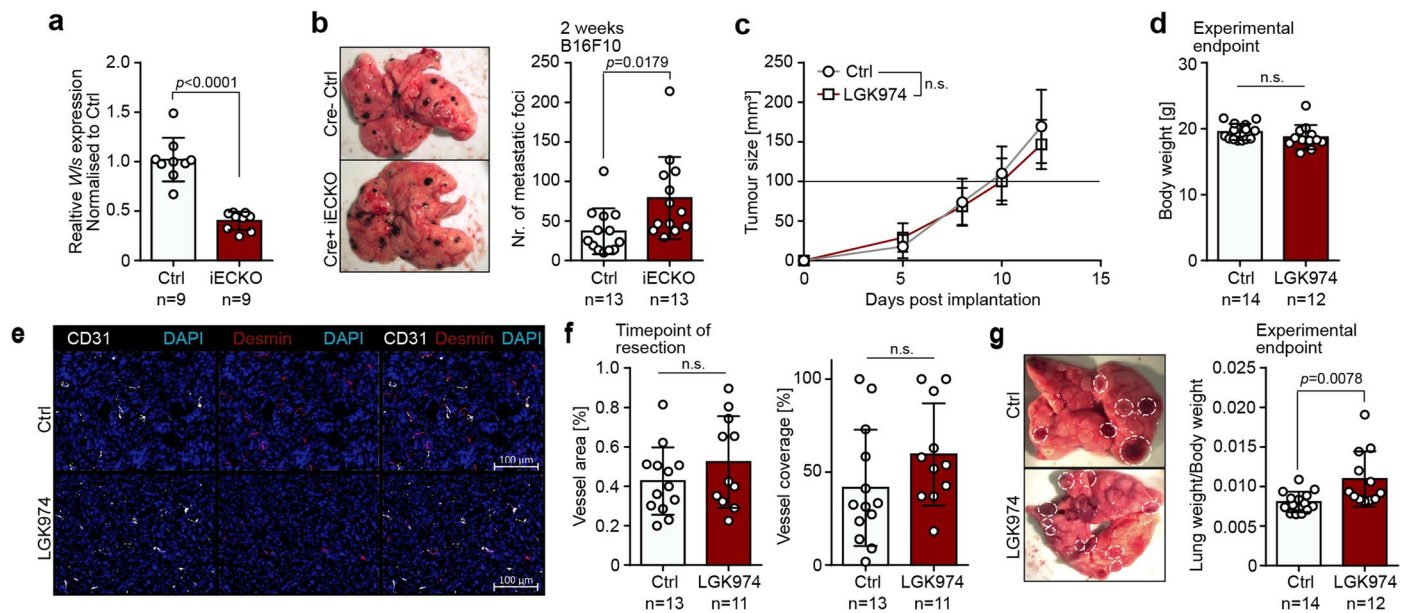 a
Realtive Wls expression
Normalised to Ctrl
2.0
1.5
1.0
0.5
0.0
p<0.0001
Ctrl
iECKO
n=9
n=9
b
Cre- Ctrl
Cre+ iECKO
2 weeks
B16F10
Nr. of metastatic foci
250
200
150
100
50
0
p=0.0179
Ctrl
iECKO
n=13
n=13
c
Tumour size [mm³]
250
200
150
100
50
0
Ctrl
LGK974
n.s.
0
5
10
15
Days post implantation
d
Experimental
endpoint
Body weight [g]
30
20
10
0
n.s.
Ctrl
LGK974
n=14
n=12
e
CD31 DAPI
Desmin DAPI
CD31 Desmin DAPI
Ctrl
100 µm
LGK974
100 µm
f
Timepoint of
resection
Vessel area [%]
1.0
0.8
0.6
0.4
0.2
0
n.s.
Ctrl
LGK974
n=13
n=11
Vessel coverage [%]
100
50
0
n.s.
Ctrl
LGK974
n=13
n=11
g
Ctrl
LGK974
Experimental
endpoint
Lung weight/Body weight
0.025
0.020
0.015
0.010
0.005
0.000
p=0.0078
Ctrl
LGK974
n=14
n=12